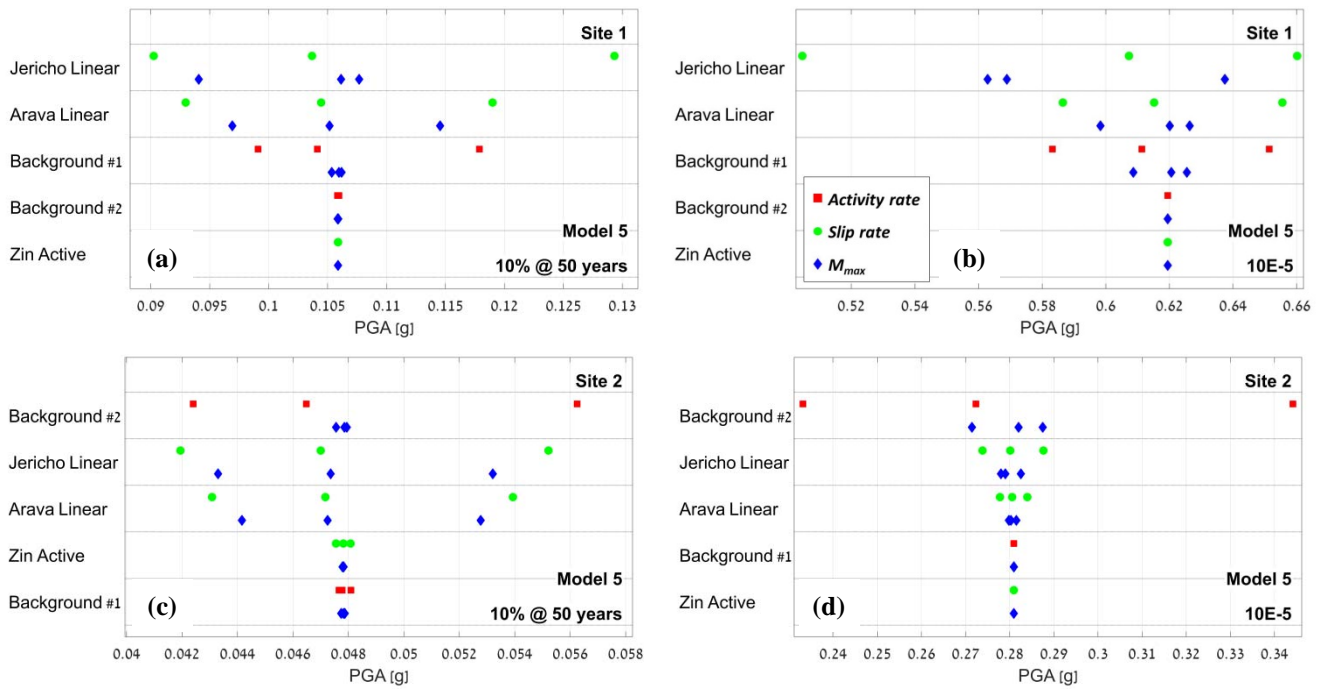 Site 1
Jericho Linear
Arava Linear
Background #1
Background #2
Zin Active
(a)
Model 5
10% @ 50 years
0.09 0.095 0.1 0.105 0.11 0.115 0.12 0.125 0.13
PGA [g]
Site 1
Jericho Linear
Arava Linear
Background #1
Background #2
Zin Active
Activity rate
Slip rate
Mmax
(b)
Model 5
10E-5
0.52 0.54 0.56 0.58 0.6 0.62 0.64 0.66
PGA [g]
Site 2
Background #2
Jericho Linear
Arava Linear
Zin Active
Background #1
(c)
Model 5
10% @ 50 years
0.04 0.042 0.044 0.046 0.048 0.05 0.052 0.054 0.056 0.058
PGA [g]
Site 2
Background #2
Jericho Linear
Arava Linear
Background #1
Zin Active
(d)
Model 5
10E-5
0.24 0.25 0.26 0.27 0.28 0.29 0.3 0.31 0.32 0.33 0.34
PGA [g]